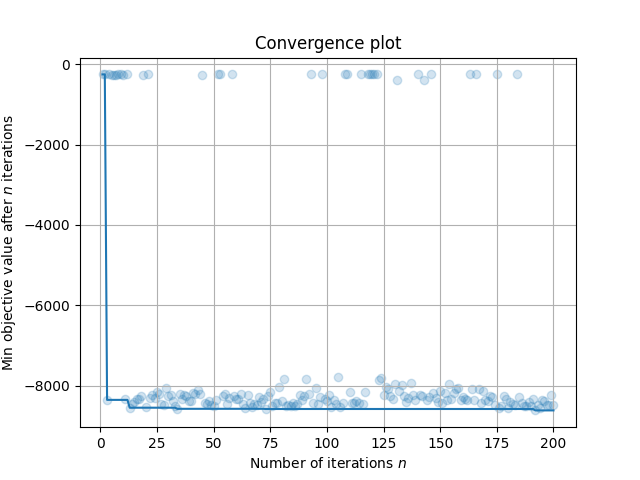 Convergence plot
Min objective value after n iterations
0
−2000
−4000
−6000
−8000
0 25 50 75 100 125 150 175 200
Number of iterations n